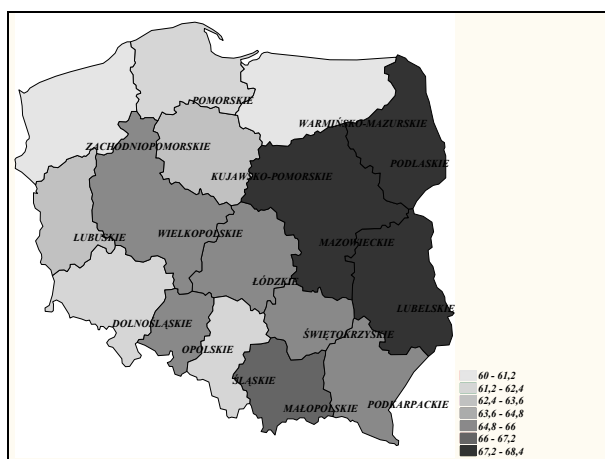 POMORSKIE
WARMIŃSKO-MAZURSKIE
ZACHODNIOPOMORSKIE
PODLASKIE
KUJAWSKO-POMORSKIE
LUBUSKIE
WIELKOPOLSKIE
MAZOWIECKIE
ŁÓDZKIE
LUBELSKIE
DOLNOŚLĄSKIE
ŚWIĘTOKRZYSKIE
OPOLSKIE
ŚLĄSKIE
MAŁOPOLSKIE
PODKARPACKIE
60 - 61,2
61,2 - 62,4
62,4 - 63,6
63,6 - 64,8
64,8 - 66
66 - 67,2
67,2 - 68,4